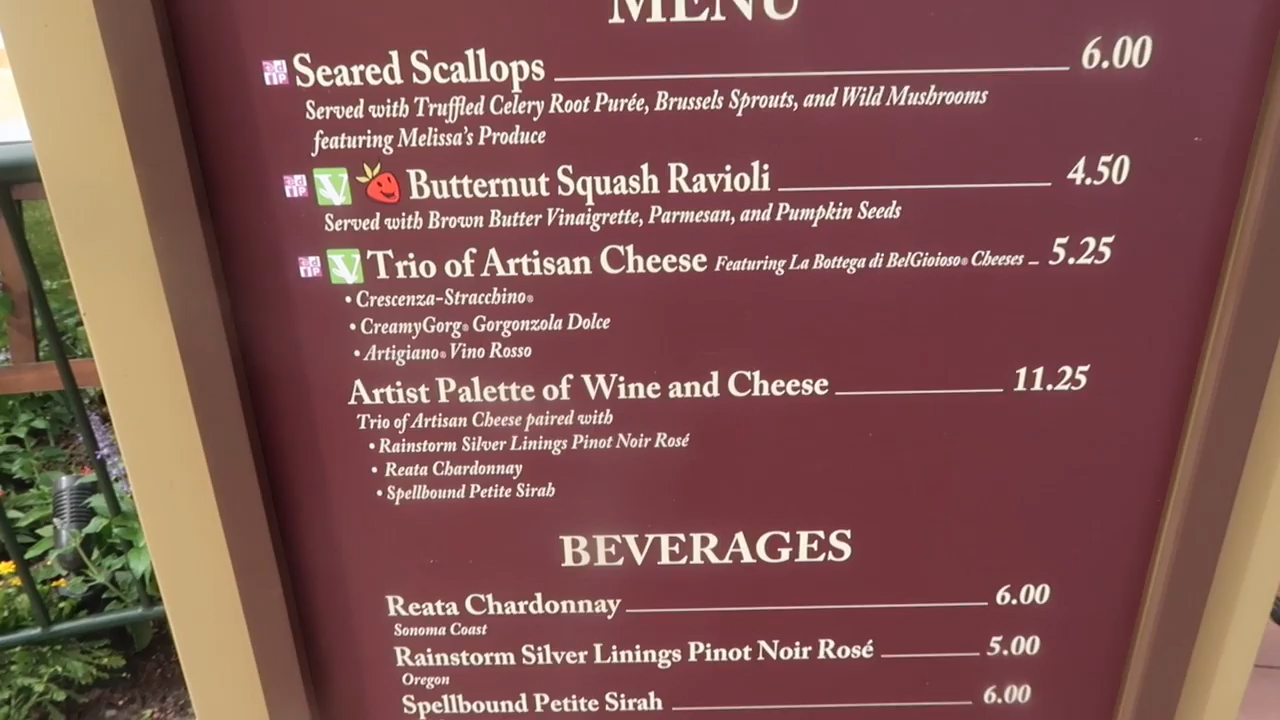 MENU
Seared Scallops 6.00
Served with Truffled Celery Root Purée, Brussels Sprouts, and Wild Mushrooms
featuring Melissa's Produce
V Butternut Squash Ravioli 4.50
Served with Brown Butter Vinaigrette, Parmesan, and Pumpkin Seeds
V Trio of Artisan Cheese Featuring La Bottega di BelGioioso® Cheeses 5.25
• Crescenza-Stracchino®
• CreamyGorg® Gorgonzola Dolce
• Artigiano® Vino Rosso
Artist Palette of Wine and Cheese 11.25
Trio of Artisan Cheese paired with
• Rainstorm Silver Linings Pinot Noir Rosé
• Reata Chardonnay
• Spellbound Petite Sirah
BEVERAGES
Reata Chardonnay 6.00
Sonoma Coast
Rainstorm Silver Linings Pinot Noir Rosé 5.00
Oregon
Spellbound Petite Sirah 6.00